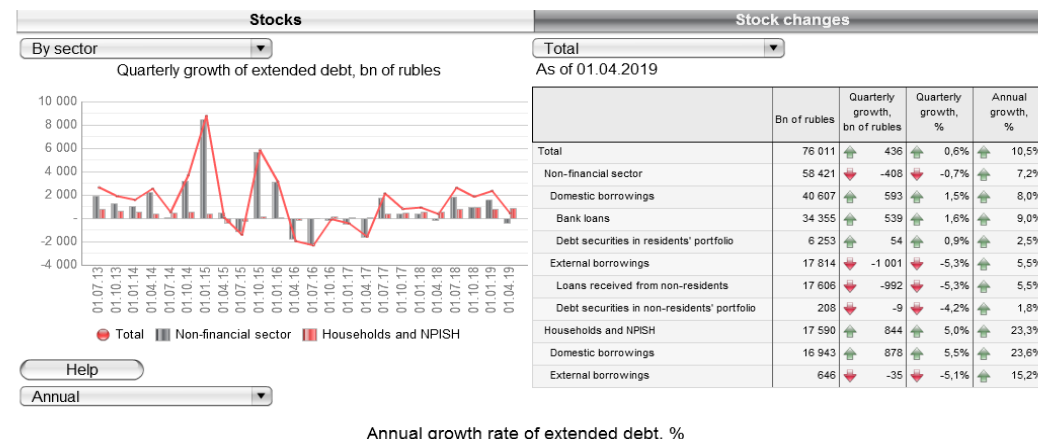 Stocks
Stock changes
By sector
Total
Quarterly growth of extended debt, bn of rubles
As of 01.04.2019
10 000
8 000
6 000
4 000
2 000
-
-2 000
-4 000
01.07.13
01.10.13
01.01.14
01.04.14
01.07.14
01.10.14
01.01.15
01.04.15
01.07.15
01.10.15
01.01.16
01.04.16
01.07.16
01.10.16
01.01.17
01.04.17
01.07.17
01.10.17
01.01.18
01.04.18
01.07.18
01.10.18
01.01.19
01.04.19
Total Non-financial sector Households and NPISH
Help
Annual
Bn of rubles
Quarterly growth, bn of rubles
Quarterly growth, %
Annual growth, %
Total 76 011 436 0,6% 10,5%
Non-financial sector 58 421 -408 -0,7% 7,2%
Domestic borrowings 40 607 593 1,5% 8,0%
Bank loans 34 355 539 1,6% 9,0%
Debt securities in residents' portfolio 6 253 54 0,9% 2,5%
External borrowings 17 814 -1 001 -5,3% 5,5%
Loans received from non-residents 17 606 -992 -5,3% 5,5%
Debt securities in non-residents' portfolio 208 -9 -4,2% 1,8%
Households and NPISH 17 590 844 5,0% 23,3%
Domestic borrowings 16 943 878 5,5% 23,6%
External borrowings 646 -35 -5,1% 15,2%
Annual growth rate of extended debt, %